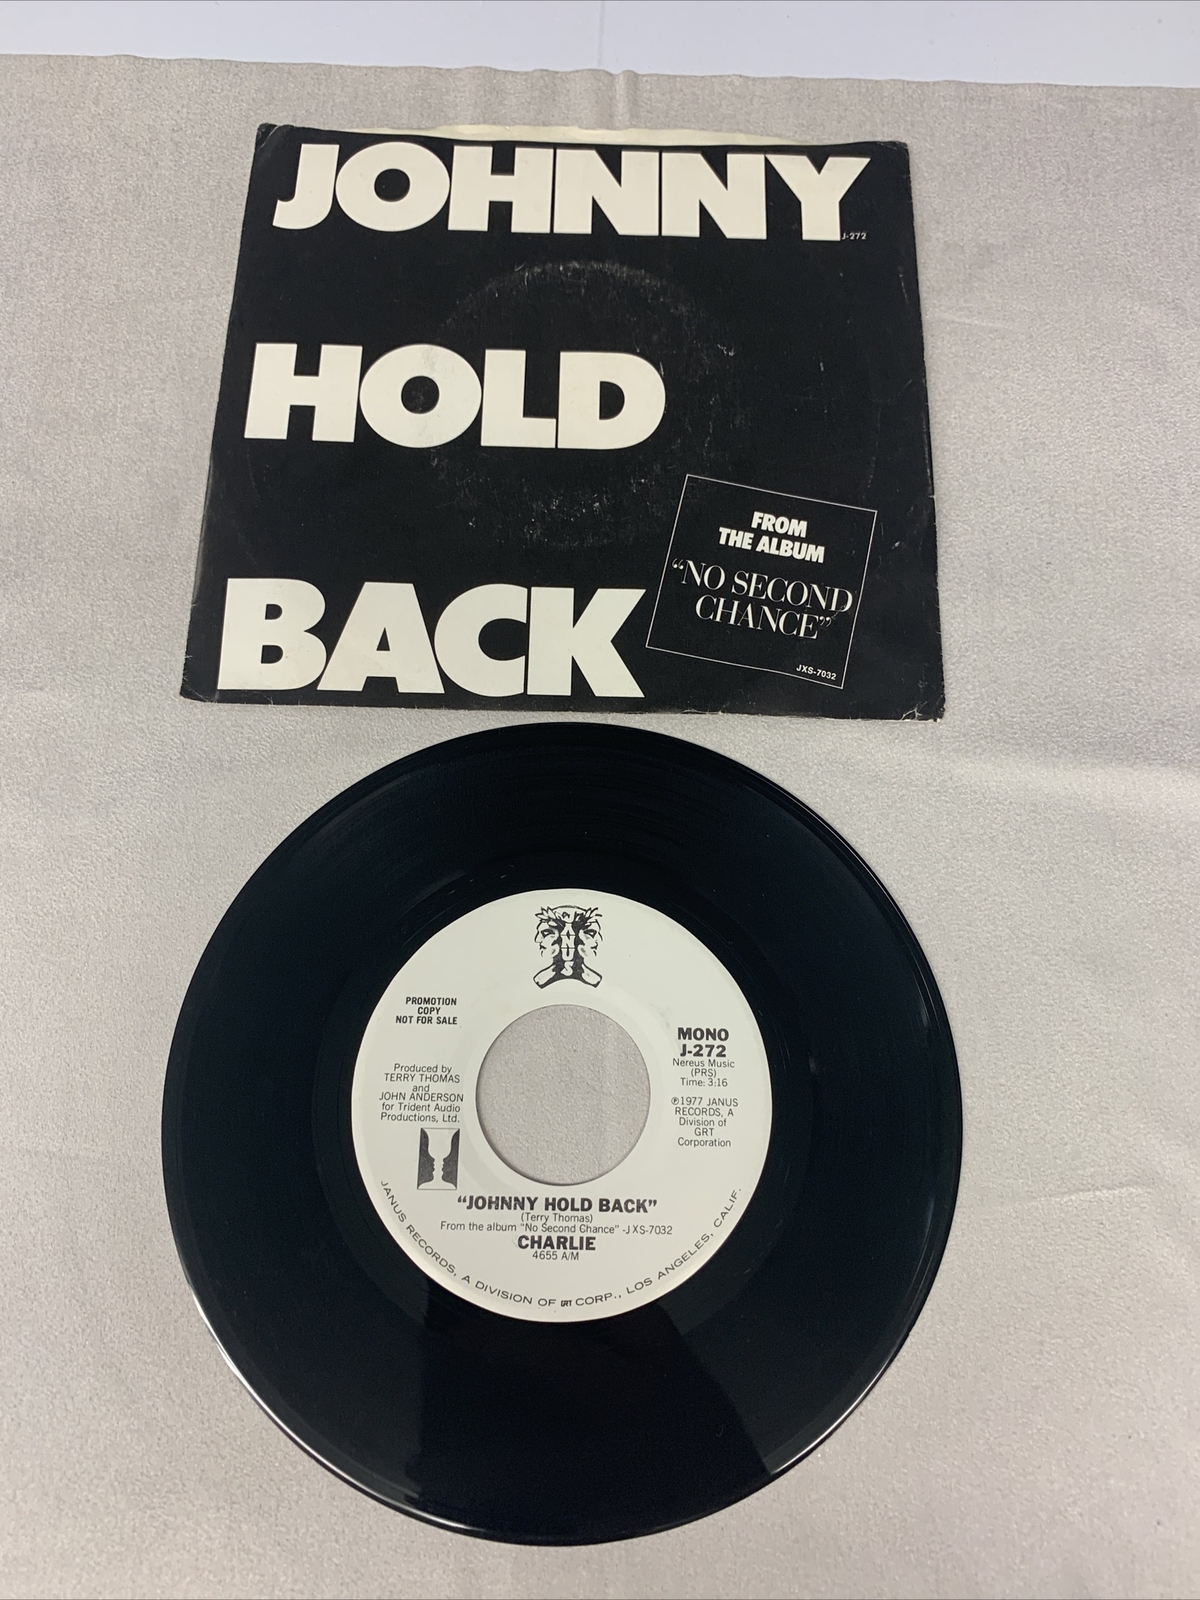 JOHNNY
J-272
HOLD
BACK
FROM
THE ALBUM
“NO SECOND
CHANCE”
JXS-7032
JANUS
PROMOTION
COPY
NOT FOR SALE
Produced by
TERRY THOMAS
and
JOHN ANDERSON
for Trident Audio
Productions, Ltd.
MONO
J-272
Nereus Music
(PRS)
Time: 3:16
℗1977 JANUS
RECORDS, A
Division of
GRT
Corporation
“JOHNNY HOLD BACK”
(Terry Thomas)
From the album "No Second Chance" -JXS-7032
CHARLIE
4655 A/M
JANUS RECORDS, A DIVISION OF GRT CORP., LOS ANGELES, CALIF.